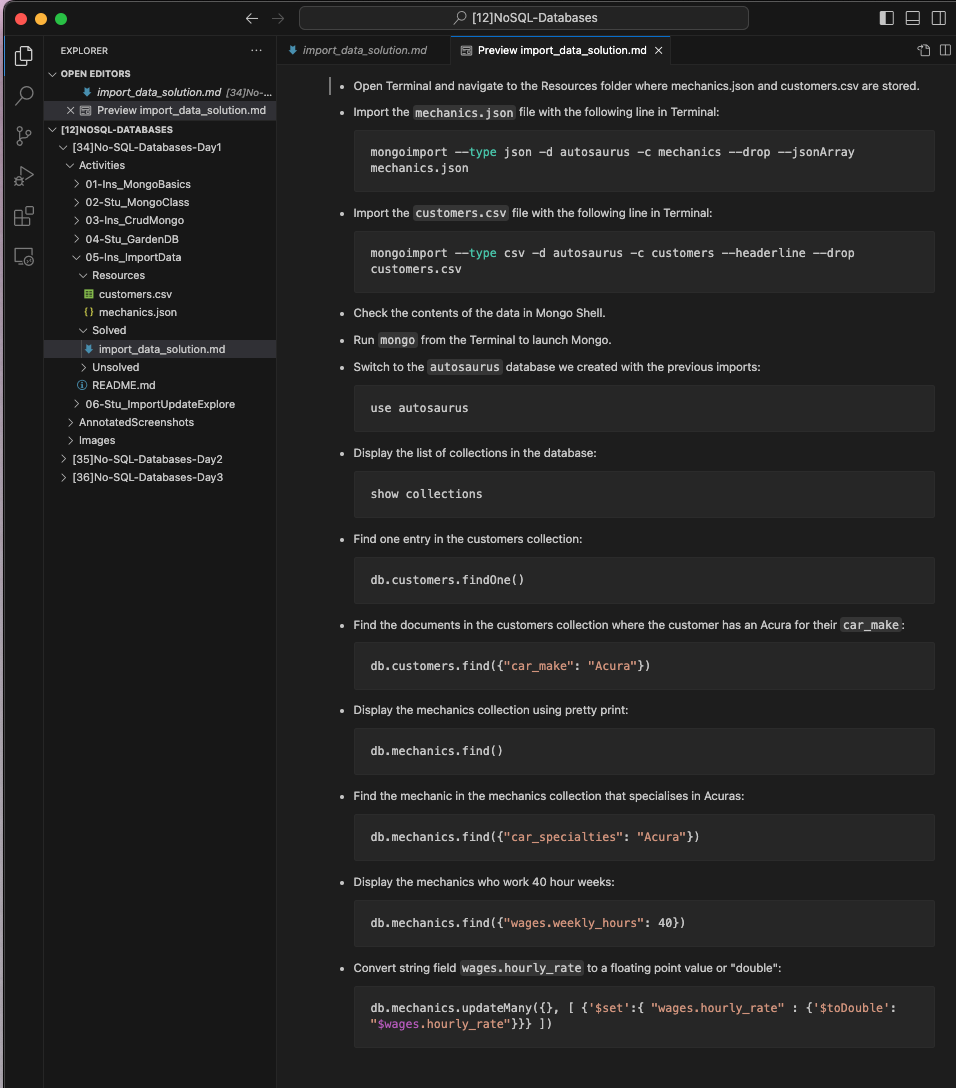 [12]NoSQL-Databases
EXPLORER
OPEN EDITORS
import_data_solution.md [34]No-...
Preview import_data_solution.md
[12]NOSQL-DATABASES
[34]No-SQL-Databases-Day1
Activities
01-Ins_MongoBasics
02-Stu_MongoClass
03-Ins_CrudMongo
04-Stu_GardenDB
05-Ins_ImportData
Resources
customers.csv
mechanics.json
Solved
import_data_solution.md
Unsolved
README.md
06-Stu_ImportUpdateExplore
AnnotatedScreenshots
Images
[35]No-SQL-Databases-Day2
[36]No-SQL-Databases-Day3
import_data_solution.md
Preview import_data_solution.md
• Open Terminal and navigate to the Resources folder where mechanics.json and customers.csv are stored.
• Import the mechanics.json file with the following line in Terminal:
mongoimport --type json -d autosaurus -c mechanics --drop --jsonArray
mechanics.json
• Import the customers.csv file with the following line in Terminal:
mongoimport --type csv -d autosaurus -c customers --headerline --drop
customers.csv
• Check the contents of the data in Mongo Shell.
• Run mongo from the Terminal to launch Mongo.
• Switch to the autosaurus database we created with the previous imports:
use autosaurus
• Display the list of collections in the database:
show collections
• Find one entry in the customers collection:
db.customers.findOne()
• Find the documents in the customers collection where the customer has an Acura for their car_make:
db.customers.find({"car_make": "Acura"})
• Display the mechanics collection using pretty print:
db.mechanics.find()
• Find the mechanic in the mechanics collection that specialises in Acuras:
db.mechanics.find({"car_specialties": "Acura"})
• Display the mechanics who work 40 hour weeks:
db.mechanics.find({"wages.weekly_hours": 40})
• Convert string field wages.hourly_rate to a floating point value or "double":
db.mechanics.updateMany({}, [ {'$set':{ "wages.hourly_rate" : {'$toDouble':
"$wages.hourly_rate"}}} ])